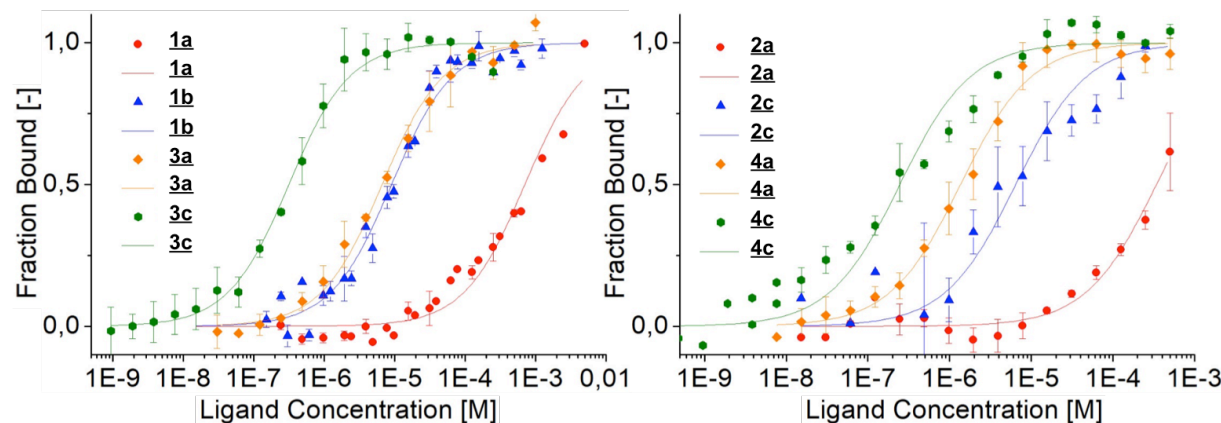 Fraction Bound [-]
1,0
0,5
0,0
1a
1a
1b
1b
3a
3a
3c
3c
1E-9 1E-8 1E-7 1E-6 1E-5 1E-4 1E-3 0,01
Ligand Concentration [M]
Fraction Bound [-]
1,0
0,5
0,0
2a
2a
2c
2c
4a
4a
4c
4c
1E-9 1E-8 1E-7 1E-6 1E-5 1E-4 1E-3
Ligand Concentration [M]